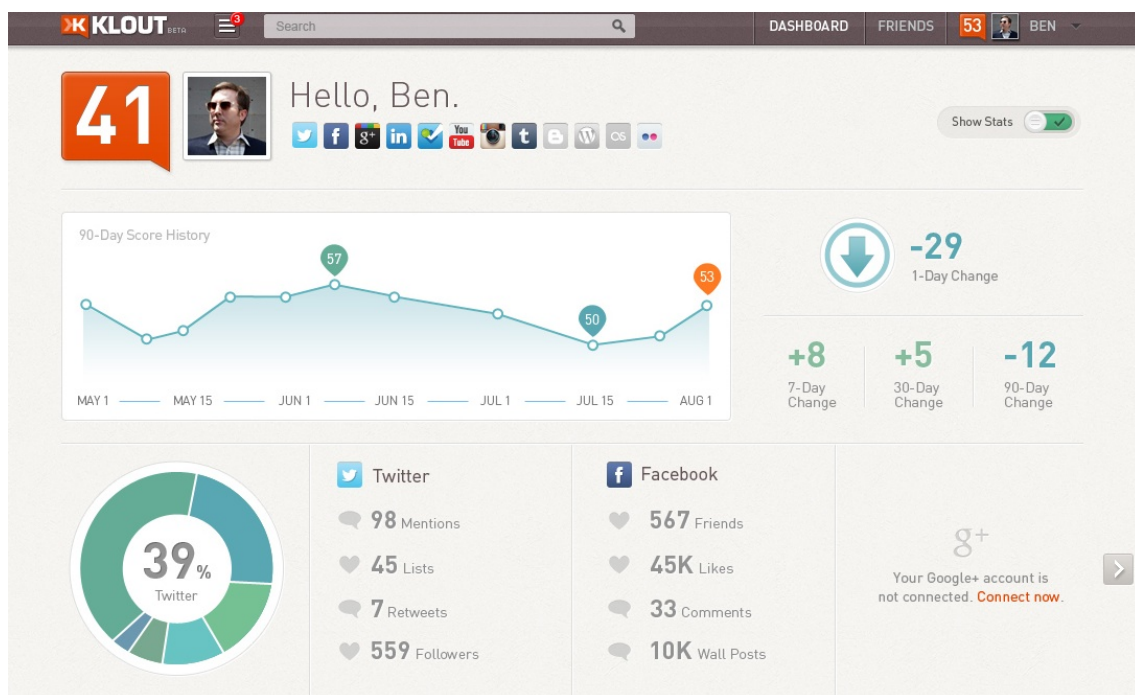 KLOUT BETA 3 Search DASHBOARD FRIENDS 53 BEN
41
Hello, Ben.
g+ in You Tube t
Show Stats
90-Day Score History
57
53
50
MAY 1 MAY 15 JUN 1 JUN 15 JUL 1 JUL 15 AUG 1
-29
1-Day Change
+8 +5 -12
7-Day 30-Day 90-Day
Change Change Change
39%
Twitter
Twitter
98 Mentions
45 Lists
7 Retweets
559 Followers
Facebook
567 Friends
45K Likes
33 Comments
10K Wall Posts
g+
Your Google+ account is
not connected. Connect now.